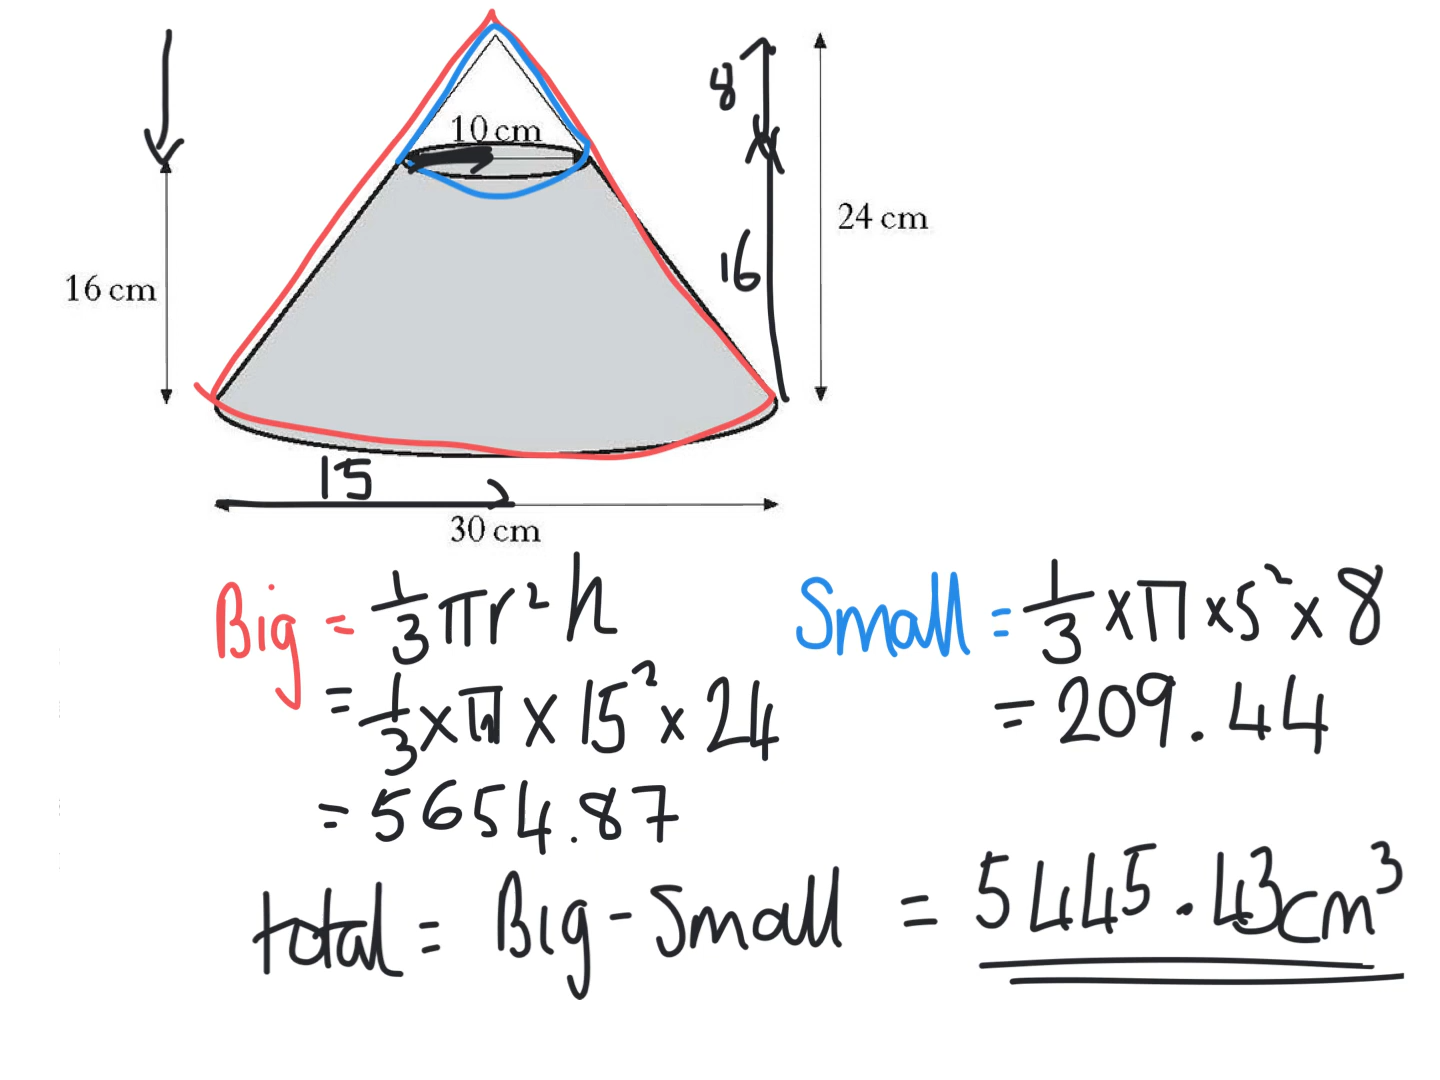 8
10 cm
24 cm
16
16 cm
15
30 cm
Big = 1/3 πr² h
= 1/3 × π × 15² × 24
= 5654.87
Small = 1/3 × π × 5² × 8
= 209.44
total = Big - Small = 5445.43cm³